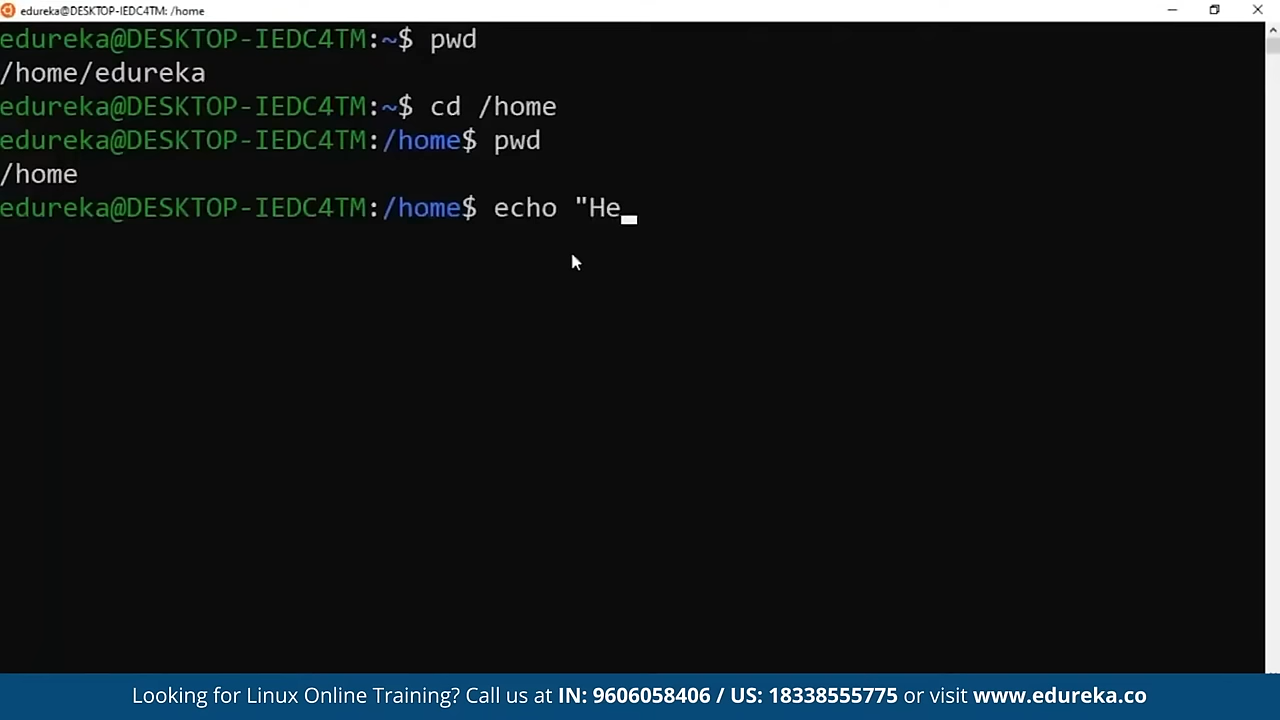 edureka@DESKTOP-IEDC4TM: /home
edureka@DESKTOP-IEDC4TM:~$ pwd
/home/edureka
edureka@DESKTOP-IEDC4TM:~$ cd /home
edureka@DESKTOP-IEDC4TM:/home$ pwd
/home
edureka@DESKTOP-IEDC4TM:/home$ echo "He_
Looking for Linux Online Training? Call us at IN: 9606058406 / US: 18338555775 or visit www.edureka.co